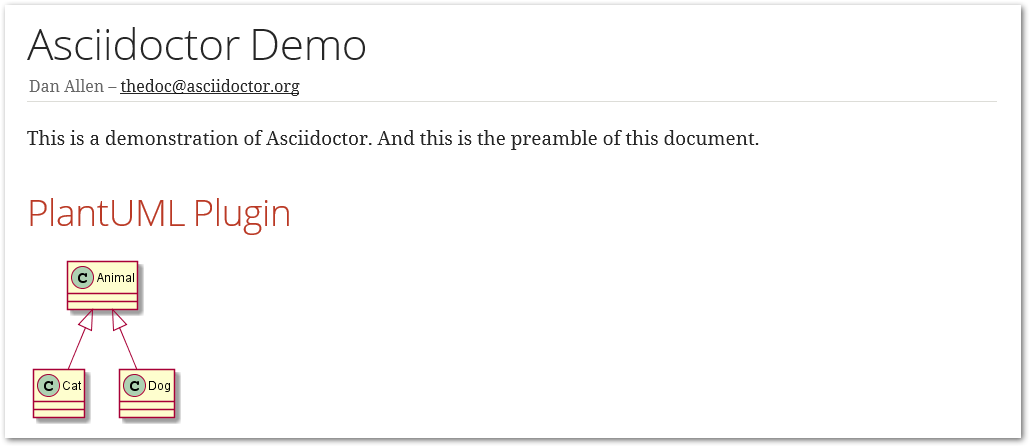 Asciidoctor Demo
Dan Allen – thedoc@asciidoctor.org
This is a demonstration of Asciidoctor. And this is the preamble of this document.
PlantUML Plugin
C Animal
C Cat
C Dog